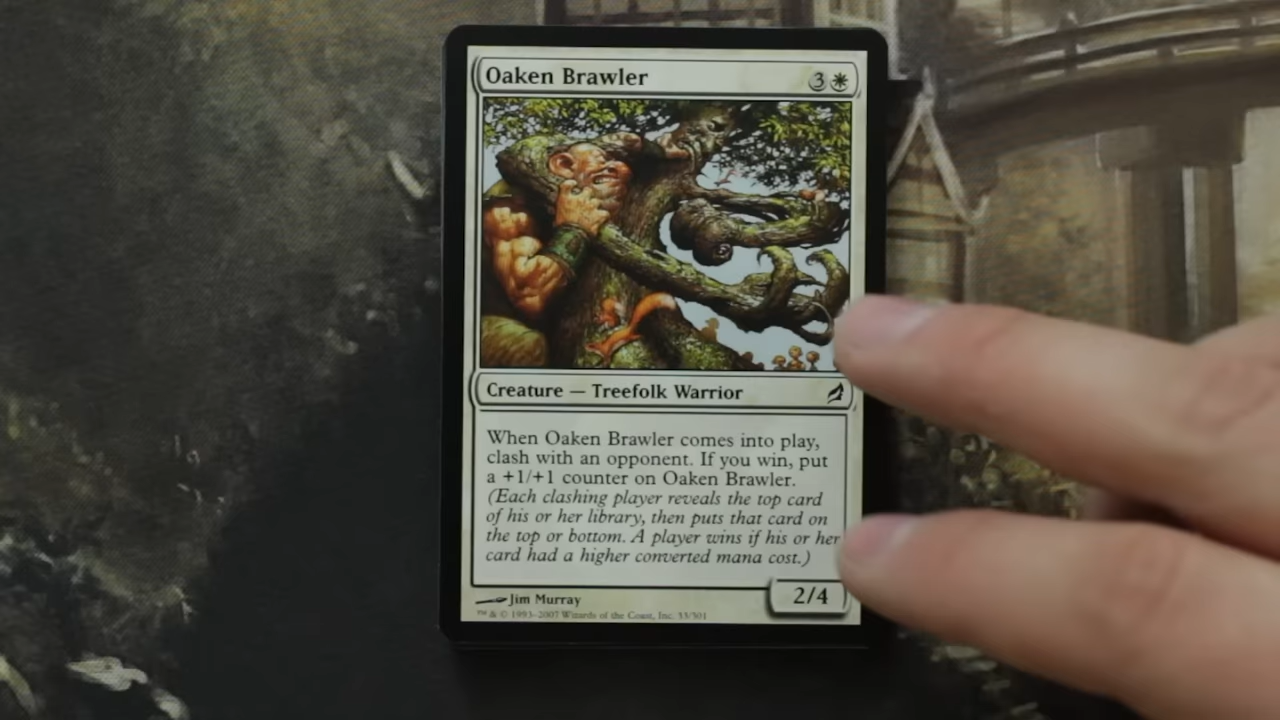 Oaken Brawler 3
Creature — Treefolk Warrior
When Oaken Brawler comes into play,
clash with an opponent. If you win, put
a +1/+1 counter on Oaken Brawler.
(Each clashing player reveals the top card
of his or her library, then puts that card on
the top or bottom. A player wins if his or her
card had a higher converted mana cost.)
2/4
Jim Murray
™ & © 1993-2007 Wizards of the Coast, Inc. 33/301